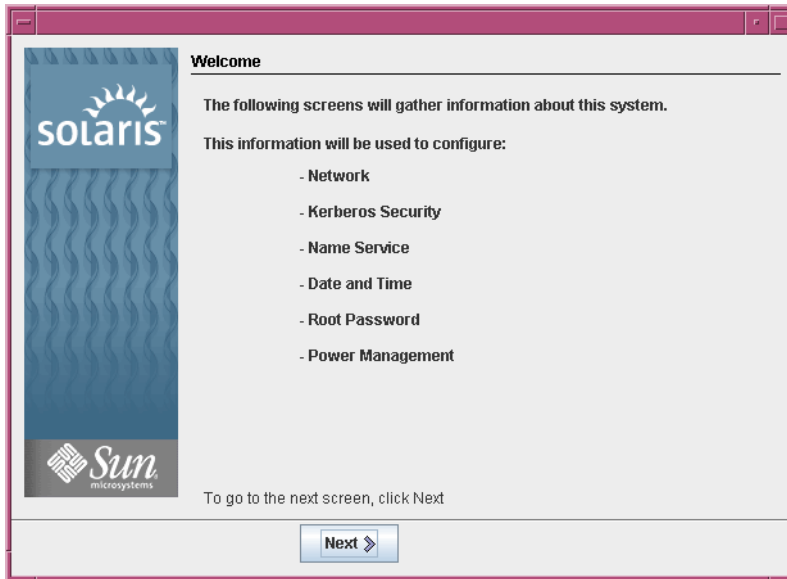 Welcome
solaris™
The following screens will gather information about this system.
This information will be used to configure:
- Network
- Kerberos Security
- Name Service
- Date and Time
- Root Password
- Power Management
Sun
microsystems
To go to the next screen, click Next
Next